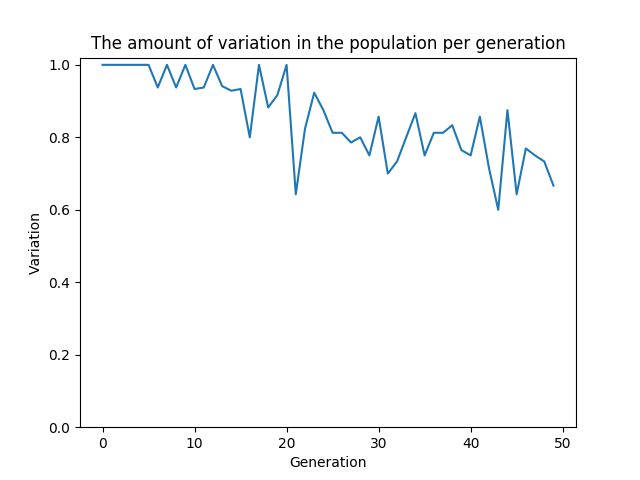 The amount of variation in the population per generation
1.0
0.8
0.6
0.4
0.2
0.0
Variation
0 10 20 30 40 50
Generation